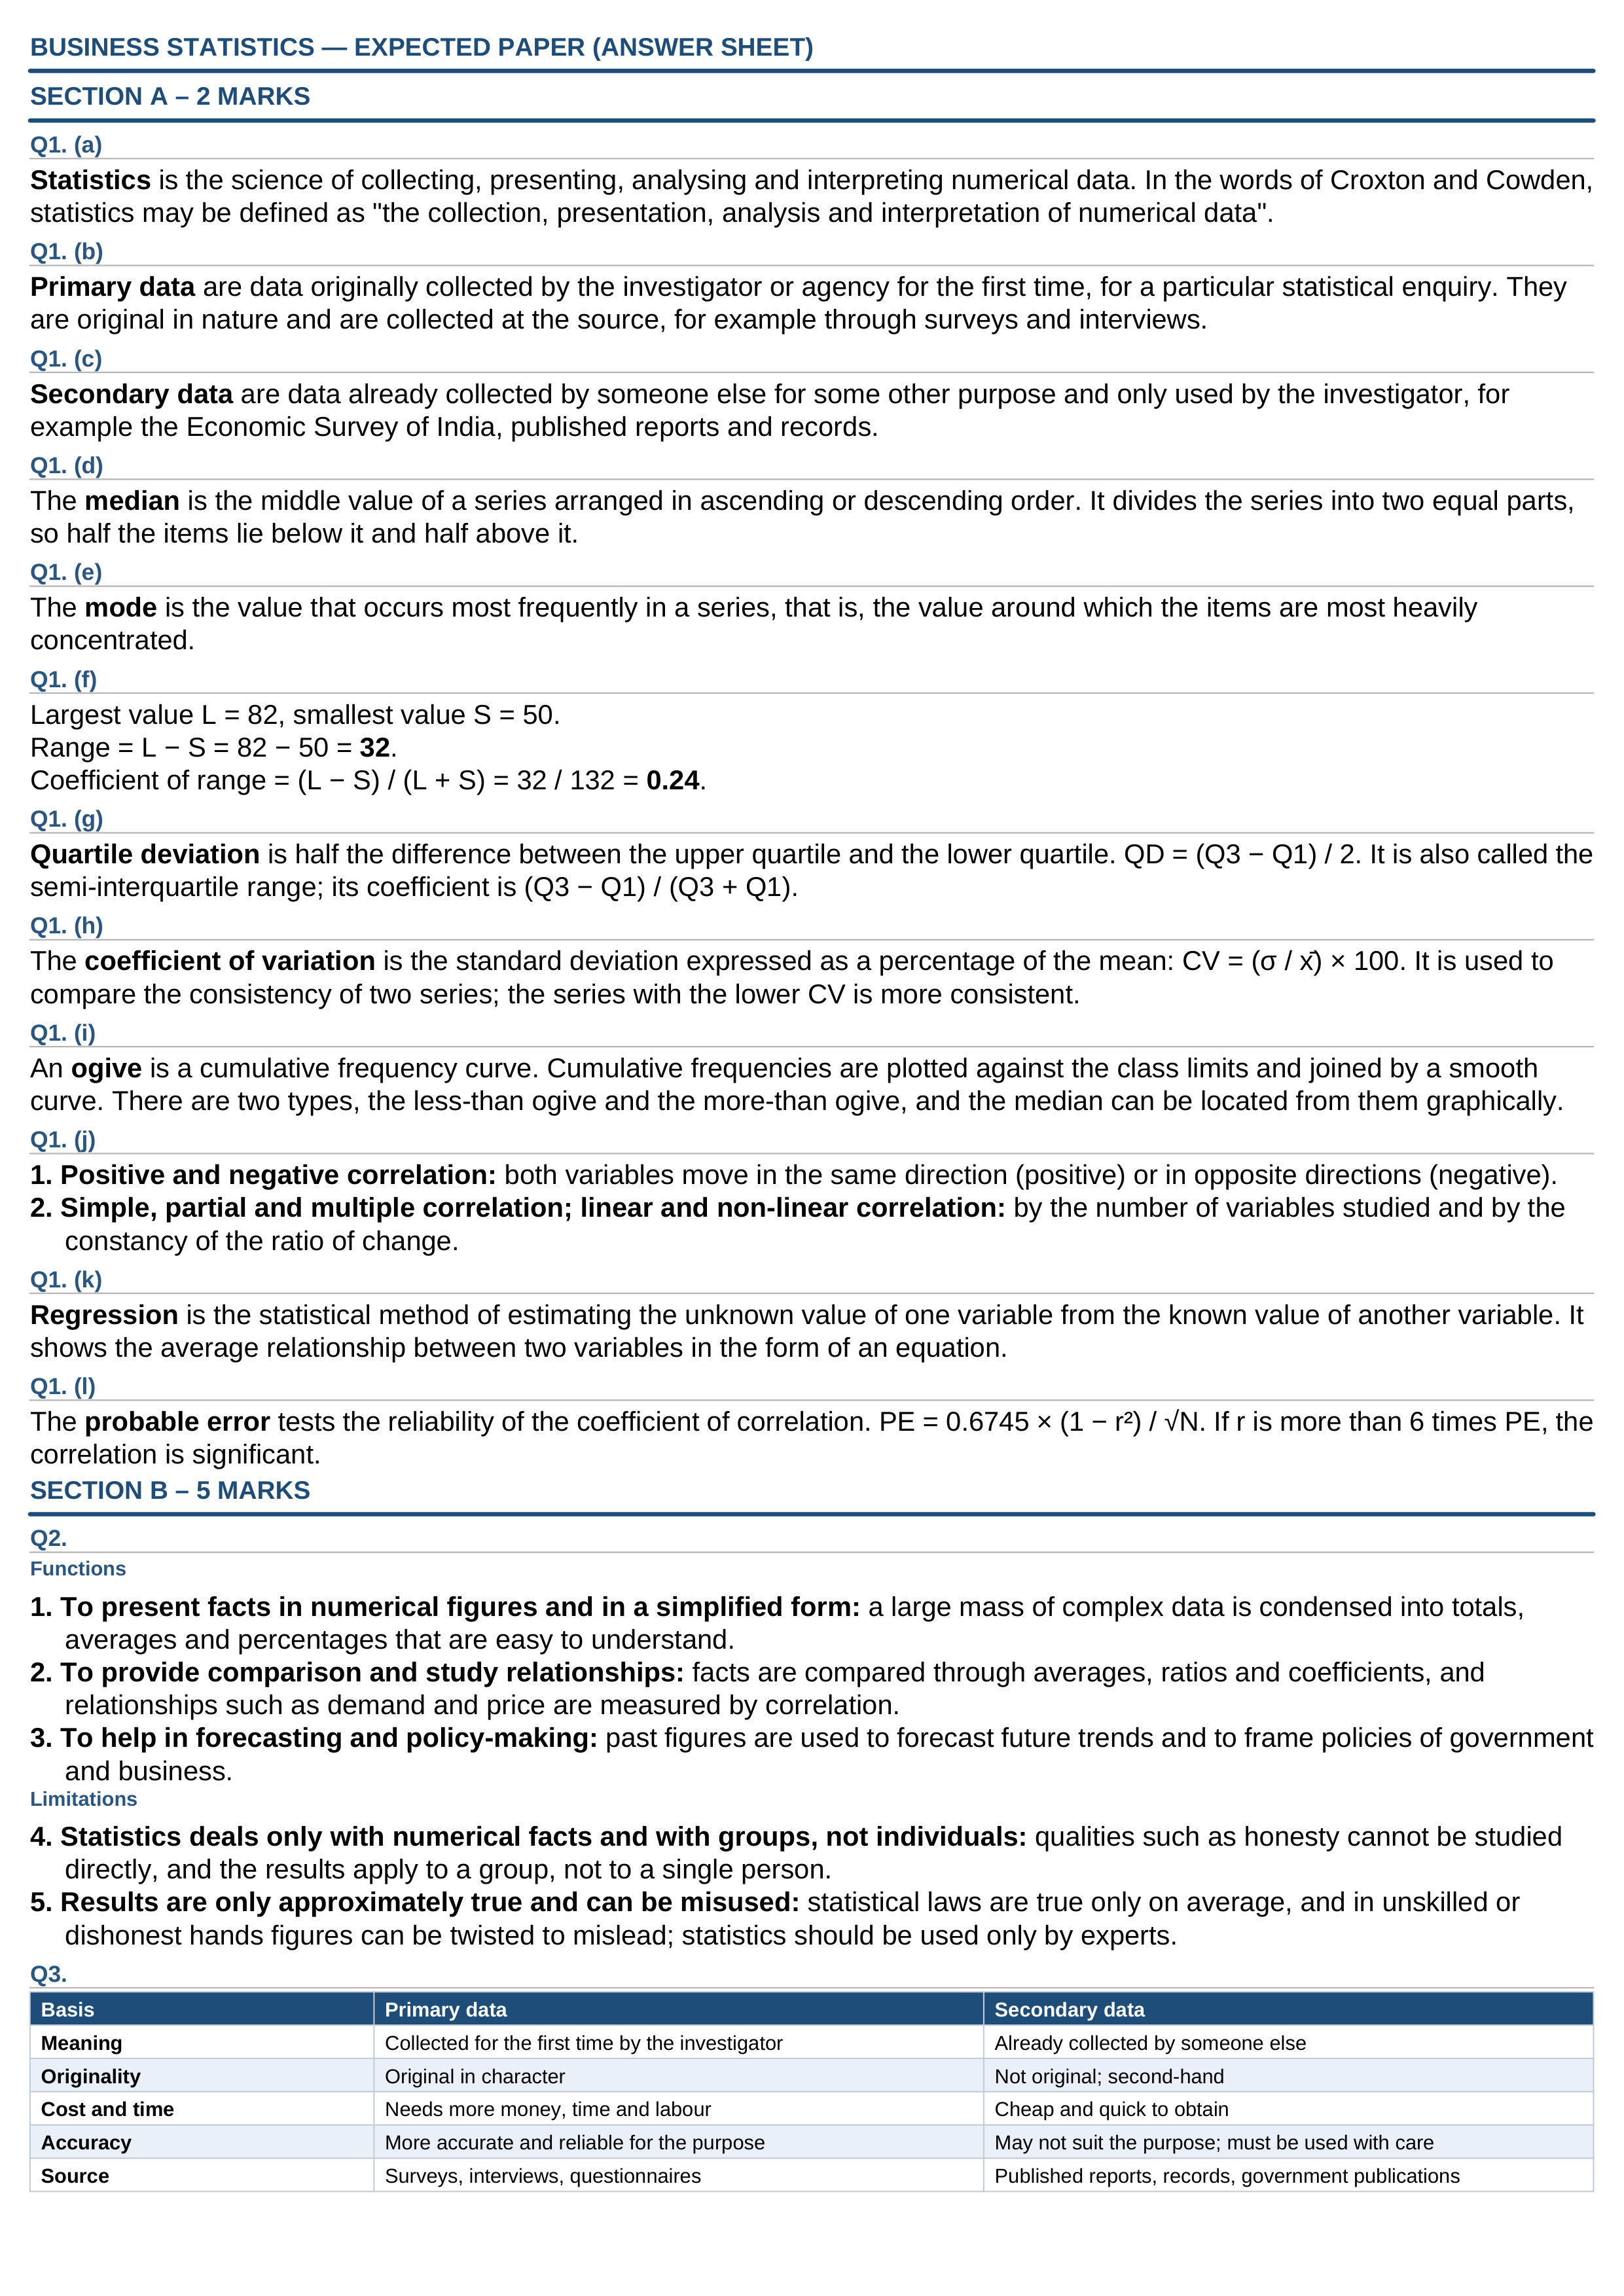 BUSINESS STATISTICS — EXPECTED PAPER (ANSWER SHEET)
SECTION A – 2 MARKS
Q1. (a)
Statistics is the science of collecting, presenting, analysing and interpreting numerical data. In the words of Croxton and Cowden,
statistics may be defined as "the collection, presentation, analysis and interpretation of numerical data".
Q1. (b)
Primary data are data originally collected by the investigator or agency for the first time, for a particular statistical enquiry. They
are original in nature and are collected at the source, for example through surveys and interviews.
Q1. (c)
Secondary data are data already collected by someone else for some other purpose and only used by the investigator, for
example the Economic Survey of India, published reports and records.
Q1. (d)
The median is the middle value of a series arranged in ascending or descending order. It divides the series into two equal parts,
so half the items lie below it and half above it.
Q1. (e)
The mode is the value that occurs most frequently in a series, that is, the value around which the items are most heavily
concentrated.
Q1. (f)
Largest value L = 82, smallest value S = 50.
Range = L − S = 82 − 50 = 32.
Coefficient of range = (L − S) / (L + S) = 32 / 132 = 0.24.
Q1. (g)
Quartile deviation is half the difference between the upper quartile and the lower quartile. QD = (Q3 − Q1) / 2. It is also called the
semi-interquartile range; its coefficient is (Q3 − Q1) / (Q3 + Q1).
Q1. (h)
The coefficient of variation is the standard deviation expressed as a percentage of the mean: CV = (σ / x̄) × 100. It is used to
compare the consistency of two series; the series with the lower CV is more consistent.
Q1. (i)
An ogive is a cumulative frequency curve. Cumulative frequencies are plotted against the class limits and joined by a smooth
curve. There are two types, the less-than ogive and the more-than ogive, and the median can be located from them graphically.
Q1. (j)
1. Positive and negative correlation: both variables move in the same direction (positive) or in opposite directions (negative).
2. Simple, partial and multiple correlation; linear and non-linear correlation: by the number of variables studied and by the
constancy of the ratio of change.
Q1. (k)
Regression is the statistical method of estimating the unknown value of one variable from the known value of another variable. It
shows the average relationship between two variables in the form of an equation.
Q1. (l)
The probable error tests the reliability of the coefficient of correlation. PE = 0.6745 × (1 − r²) / √N. If r is more than 6 times PE, the
correlation is significant.
SECTION B – 5 MARKS
Q2.
Functions
1. To present facts in numerical figures and in a simplified form: a large mass of complex data is condensed into totals,
averages and percentages that are easy to understand.
2. To provide comparison and study relationships: facts are compared through averages, ratios and coefficients, and
relationships such as demand and price are measured by correlation.
3. To help in forecasting and policy-making: past figures are used to forecast future trends and to frame policies of government
and business.
Limitations
4. Statistics deals only with numerical facts and with groups, not individuals: qualities such as honesty cannot be studied
directly, and the results apply to a group, not to a single person.
5. Results are only approximately true and can be misused: statistical laws are true only on average, and in unskilled or
dishonest hands figures can be twisted to mislead; statistics should be used only by experts.
Q3.
Basis Primary data Secondary data
Meaning Collected for the first time by the investigator Already collected by someone else
Originality Original in character Not original; second-hand
Cost and time Needs more money, time and labour Cheap and quick to obtain
Accuracy More accurate and reliable for the purpose May not suit the purpose; must be used with care
Source Surveys, interviews, questionnaires Published reports, records, government publications